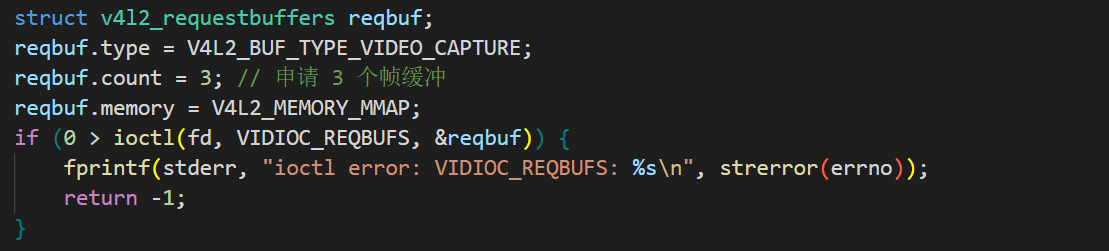 struct v4l2_requestbuffers reqbuf;
reqbuf.type = V4L2_BUF_TYPE_VIDEO_CAPTURE;
reqbuf.count = 3; // 申请 3 个帧缓冲
reqbuf.memory = V4L2_MEMORY_MMAP;
if (0 > ioctl(fd, VIDIOC_REQBUFS, &reqbuf)) {
    fprintf(stderr, "ioctl error: VIDIOC_REQBUFS: %s\n", strerror(errno));
    return -1;
}